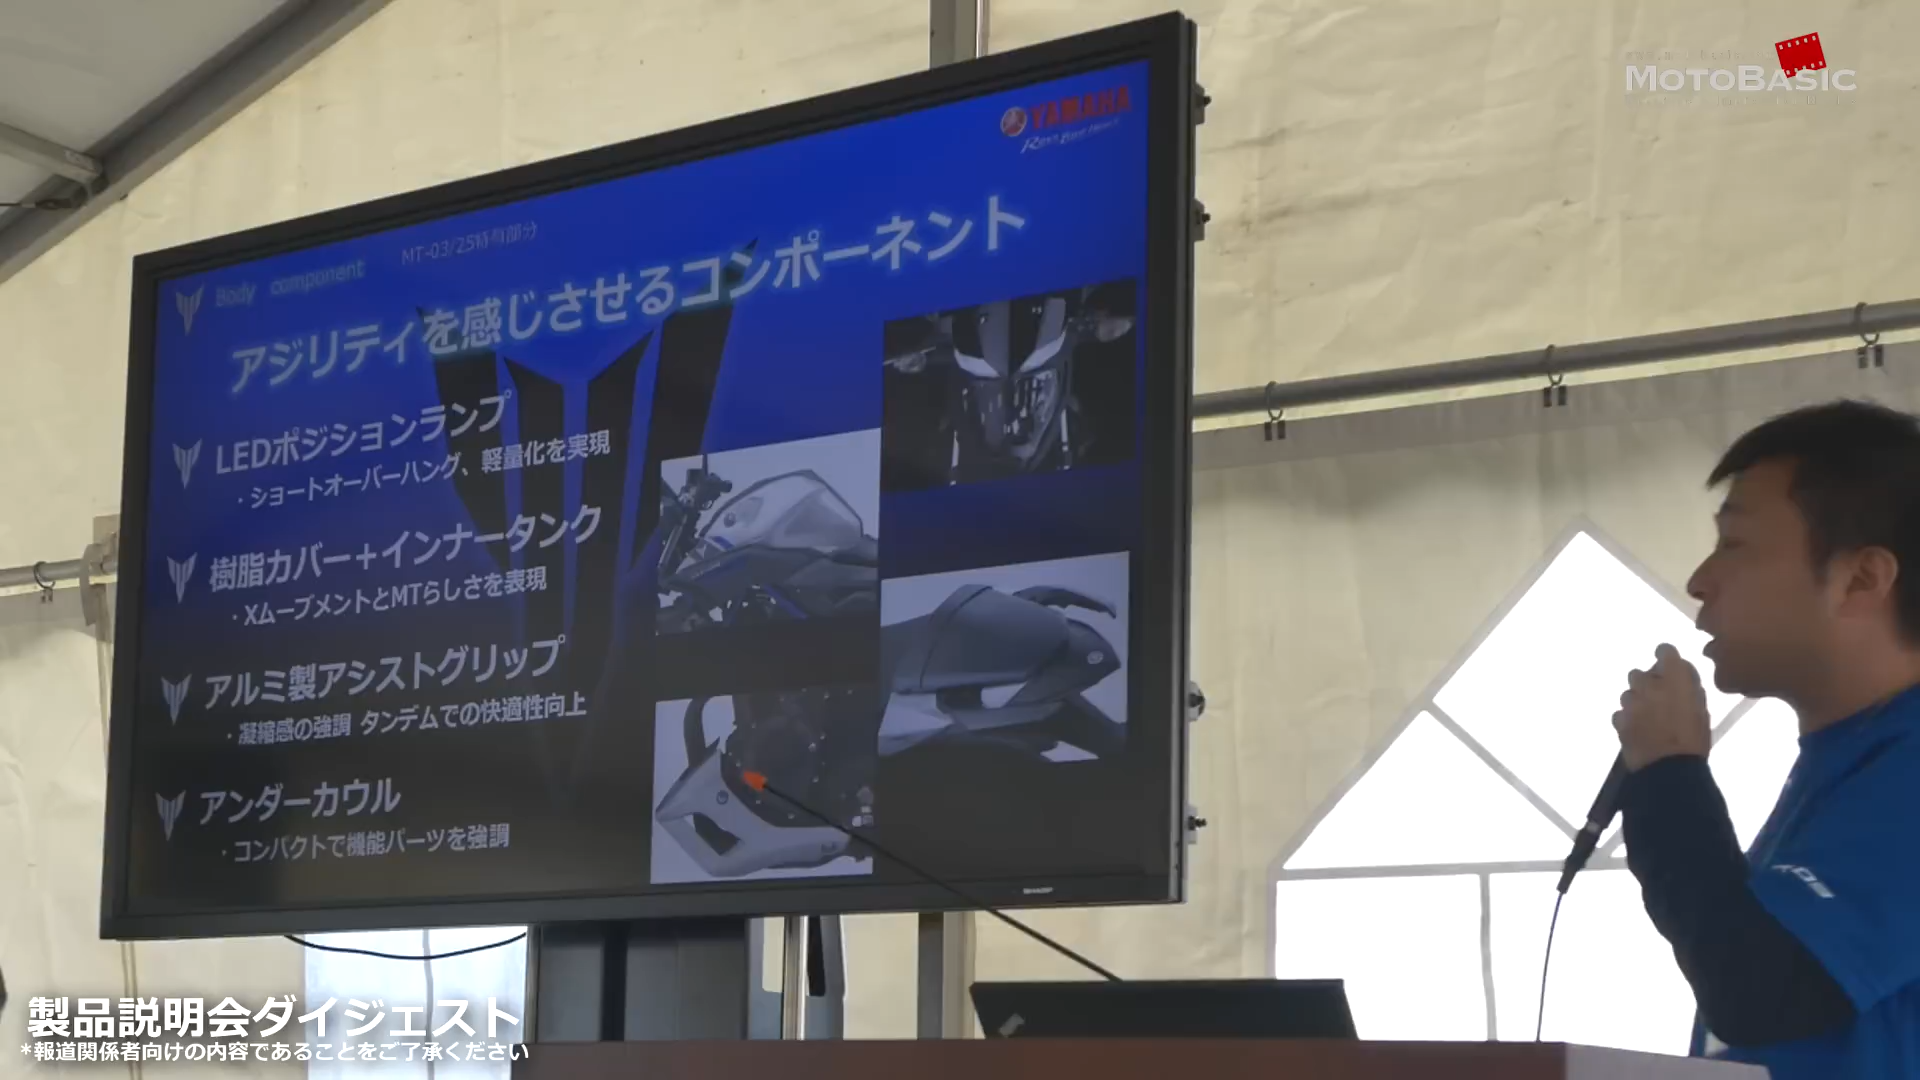 MOTOBASIC
YAMAHA
Revs Your Heart
Body component
MT-03/25特有部分
アジリティを感じさせるコンポーネント
LEDポジションランプ
・ショートオーバーハング、軽量化を実現
樹脂カバー+インナータンク
・XムーブメントとMTらしさを表現
アルミ製アシストグリップ
・凝縮感の強調 タンデムでの快適性向上
アンダーカウル
・コンパクトで機能パーツを強調
SHARP
製品説明会ダイジェスト
*報道関係者向けの内容であることをご了承ください